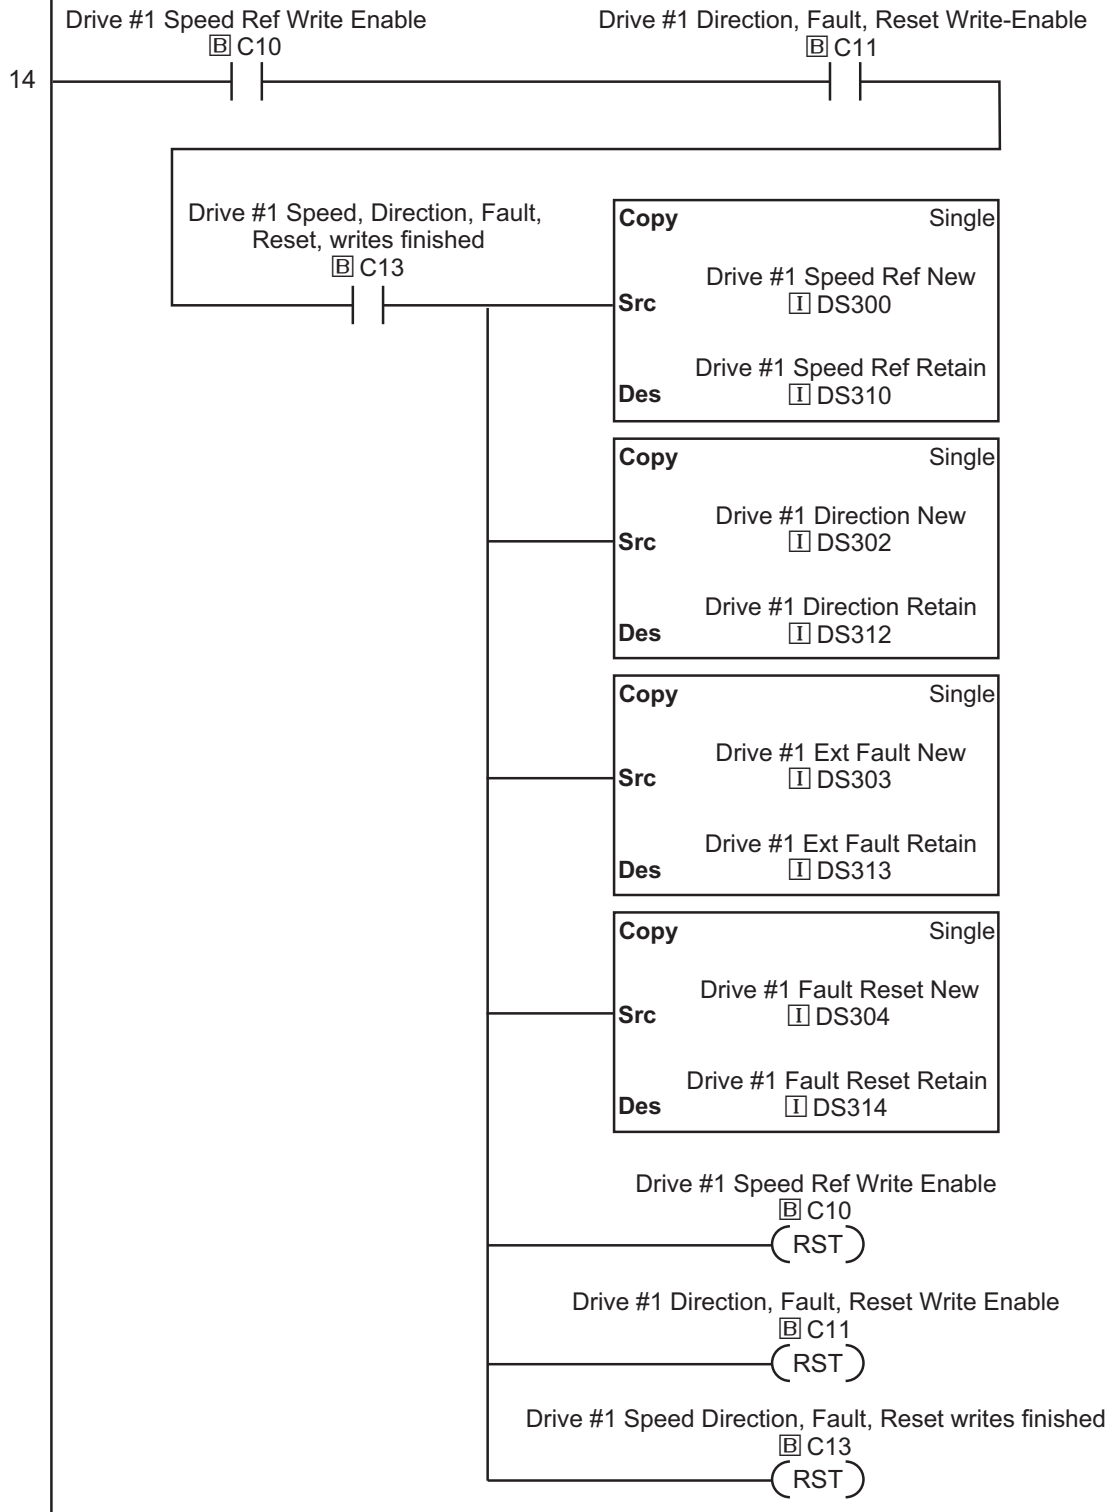 Drive #1 Speed Ref Write Enable
B C10
Drive #1 Direction, Fault, Reset Write-Enable
B C11
14
Drive #1 Speed, Direction, Fault,
Reset, writes finished
B C13
Copy Single
Drive #1 Speed Ref New
Src I DS300
Drive #1 Speed Ref Retain
Des I DS310
Copy Single
Drive #1 Direction New
Src I DS302
Drive #1 Direction Retain
Des I DS312
Copy Single
Drive #1 Ext Fault New
Src I DS303
Drive #1 Ext Fault Retain
Des I DS313
Copy Single
Drive #1 Fault Reset New
Src I DS304
Drive #1 Fault Reset Retain
Des I DS314
Drive #1 Speed Ref Write Enable
B C10
RST
Drive #1 Direction, Fault, Reset Write Enable
B C11
RST
Drive #1 Speed Direction, Fault, Reset writes finished
B C13
RST